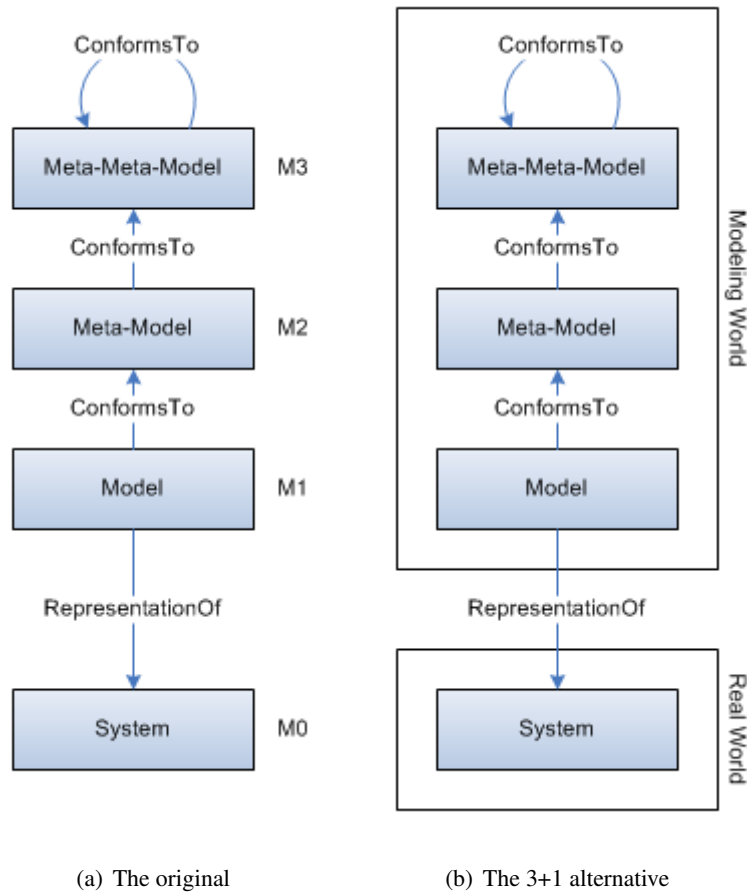 ConformsTo
Meta-Meta-Model M3
ConformsTo
Meta-Model M2
ConformsTo
Model M1
RepresentationOf
System M0
(a) The original
ConformsTo
Meta-Meta-Model
ConformsTo
Meta-Model
ConformsTo
Model
Modeling World
RepresentationOf
System
Real World
(b) The 3+1 alternative